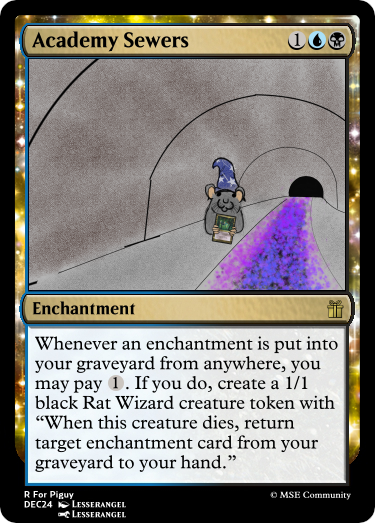 Academy Sewers 1
Enchantment
Whenever an enchantment is put into
your graveyard from anywhere, you
may pay 1. If you do, create a 1/1
black Rat Wizard creature token with
“When this creature dies, return
target enchantment card from your
graveyard to your hand.”
R For Piguy
DEC24 Lesserangel © MSE Community
Lesserangel